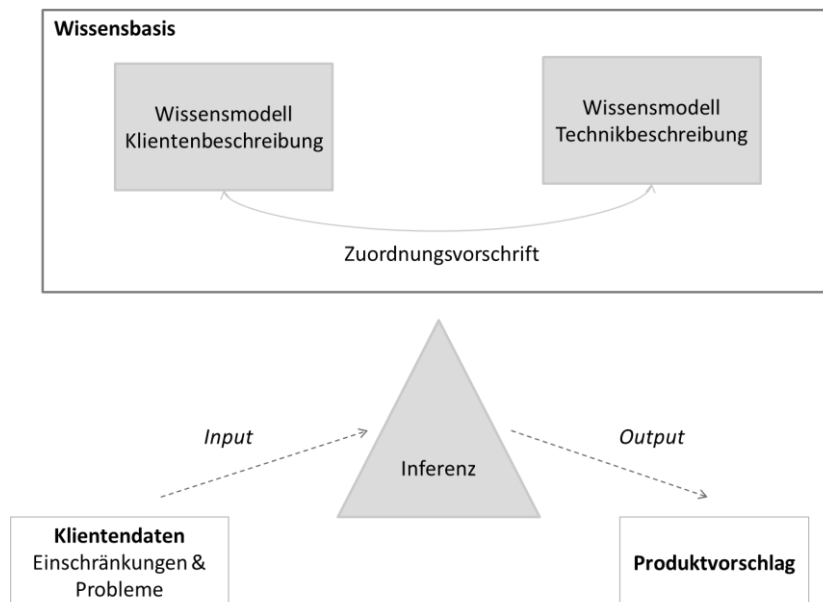 Wissensbasis
Wissensmodell
Klientenbeschreibung
Wissensmodell
Technikbeschreibung
Zuordnungsvorschrift
Input
Output
Inferenz
Klientendaten
Einschränkungen &
Probleme
Produktvorschlag